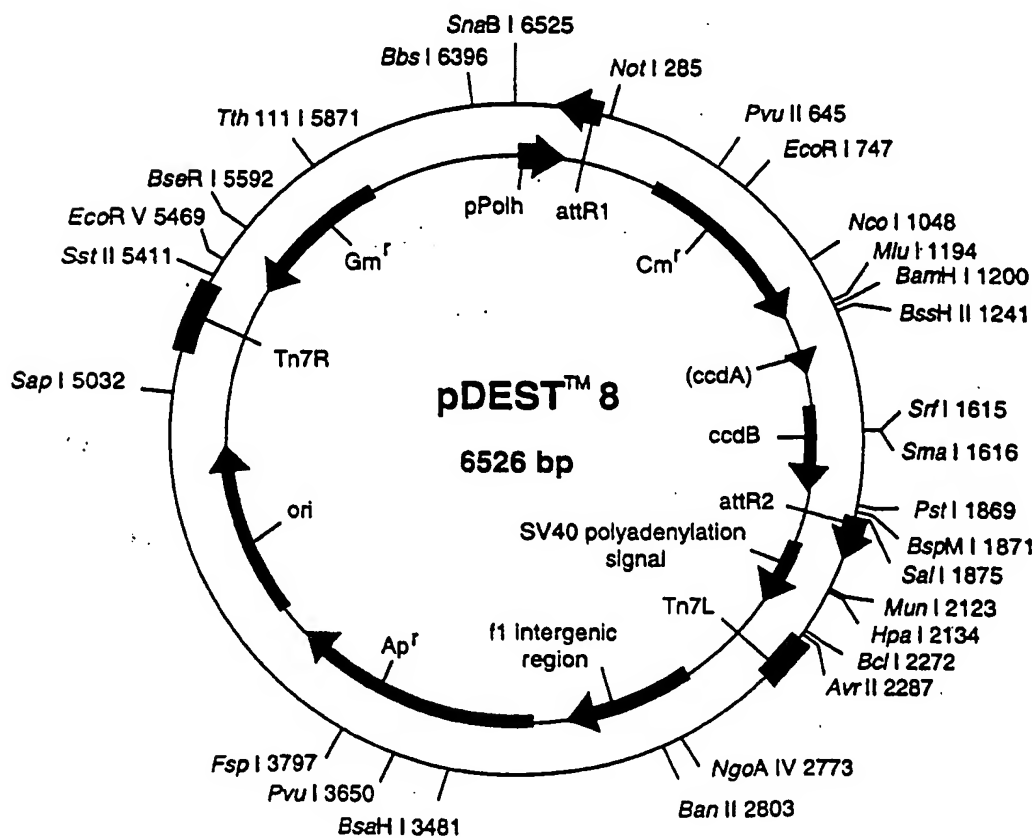 SnaB I 6525
Bbs I 6396
Not I 285
Tth 111 I 5871
Pvu II 645
EcoR I 747
BseR I 5592
EcoR V 5469
Sst II 5411
pPolh
attR1
Gmr
Cmr
Nco I 1048
Mlu I 1194
BamH I 1200
BssH II 1241
Tn7R
Sap I 5032
(ccdA)
pDEST™ 8
6526 bp
ccdB
Srf I 1615
Sma I 1616
ori
attR2
SV40 polyadenylation
signal
Pst I 1869
BspM I 1871
Sal I 1875
Tn7L
Mun I 2123
Hpa I 2134
Bcl I 2272
Avr II 2287
f1 intergenic
region
Apr
Fsp I 3797
Pvu I 3650
BsaH I 3481
NgoA IV 2773
Ban II 2803